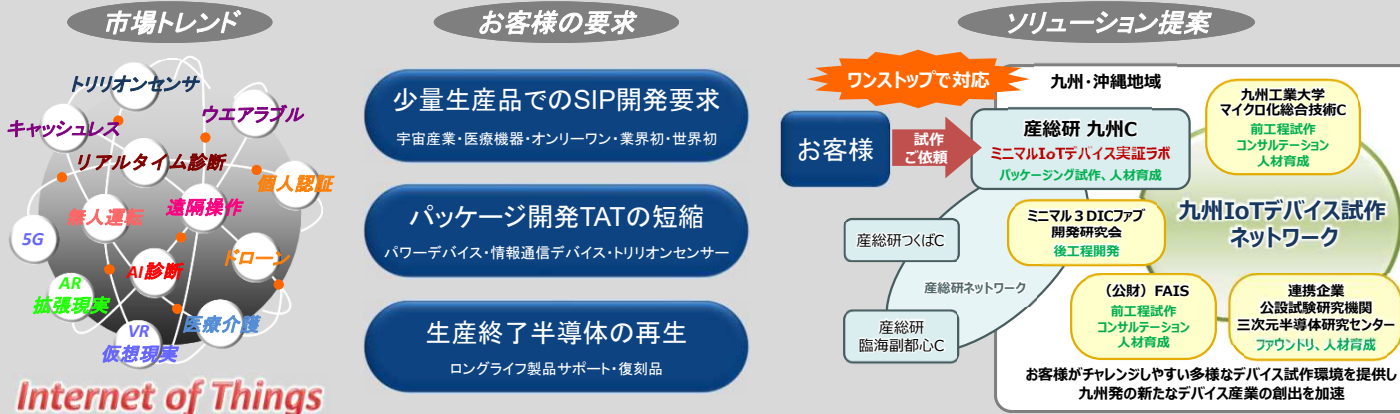 市場トレンド
トリリオンセンサ
ウエアラブル
キャッシュレス
リアルタイム診断
個人認証
無人運転
遠隔操作
5G
AI診断
ドローン
AR
拡張現実
VR
仮想現実
医療介護
Internet of Things
お客様の要求
少量生産品でのSIP開発要求
宇宙産業・医療機器・オンリーワン・業界初・世界初
パッケージ開発TATの短縮
パワーデバイス・情報通信デバイス・トリリオンセンサー
生産終了半導体の再生
ロングライフ製品サポート・復刻品
ソリューション提案
ワンストップで対応
九州・沖縄地域
お客様
試作
ご依頼
産総研 九州C
ミニマルIoTデバイス実証ラボ
パッケージング試作、人材育成
九州工業大学
マイクロ化総合技術C
前工程試作
コンサルテーション
人材育成
産総研つくばC
ミニマル3DICファブ
開発研究会
後工程開発
九州IoTデバイス試作
ネットワーク
産総研ネットワーク
産総研
臨海副都心C
(公財)FAIS
前工程試作
コンサルテーション
人材育成
連携企業
公設試験研究機関
三次元半導体研究センター
ファウンドリ、人材育成
お客様がチャレンジしやすい多様なデバイス試作環境を提供し
九州発の新たなデバイス産業の創出を加速